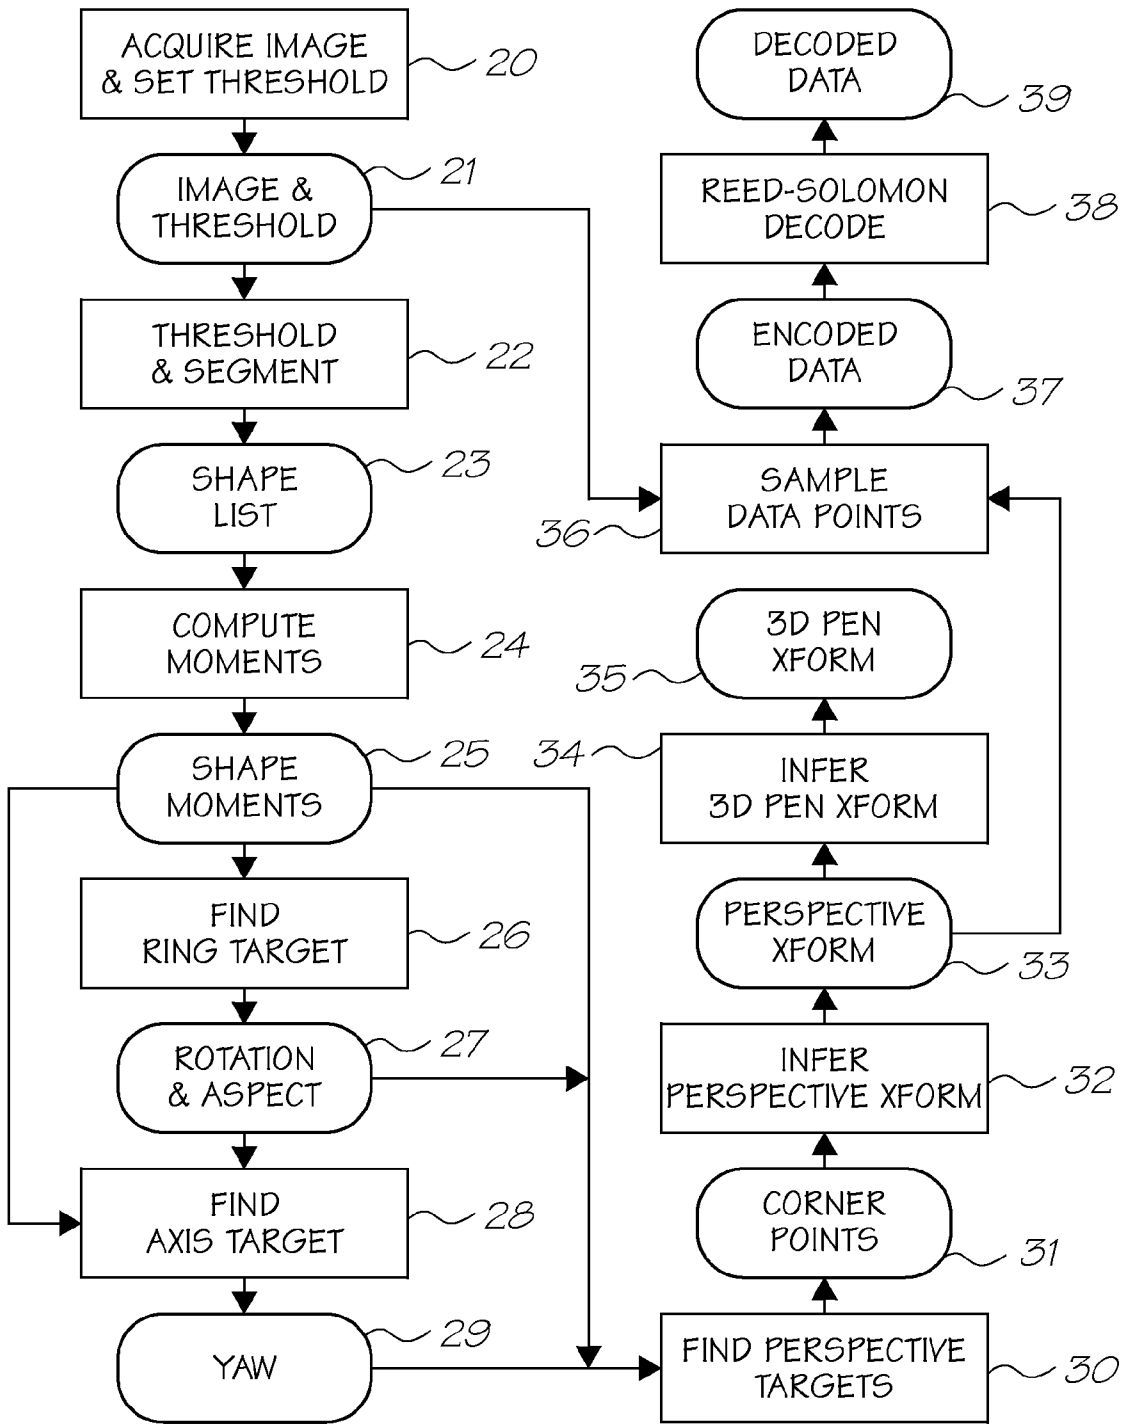 ACQUIRE IMAGE
& SET THRESHOLD
20
IMAGE &
THRESHOLD
21
THRESHOLD
& SEGMENT
22
SHAPE
LIST
23
COMPUTE
MOMENTS
24
SHAPE
MOMENTS
25
FIND
RING TARGET
26
ROTATION
& ASPECT
27
FIND
AXIS TARGET
28
YAW
29
DECODED
DATA
39
REED-SOLOMON
DECODE
38
ENCODED
DATA
37
SAMPLE
DATA POINTS
36
3D PEN
XFORM
35
34
INFER
3D PEN XFORM
PERSPECTIVE
XFORM
33
INFER
PERSPECTIVE XFORM
32
CORNER
POINTS
31
FIND PERSPECTIVE
TARGETS
30